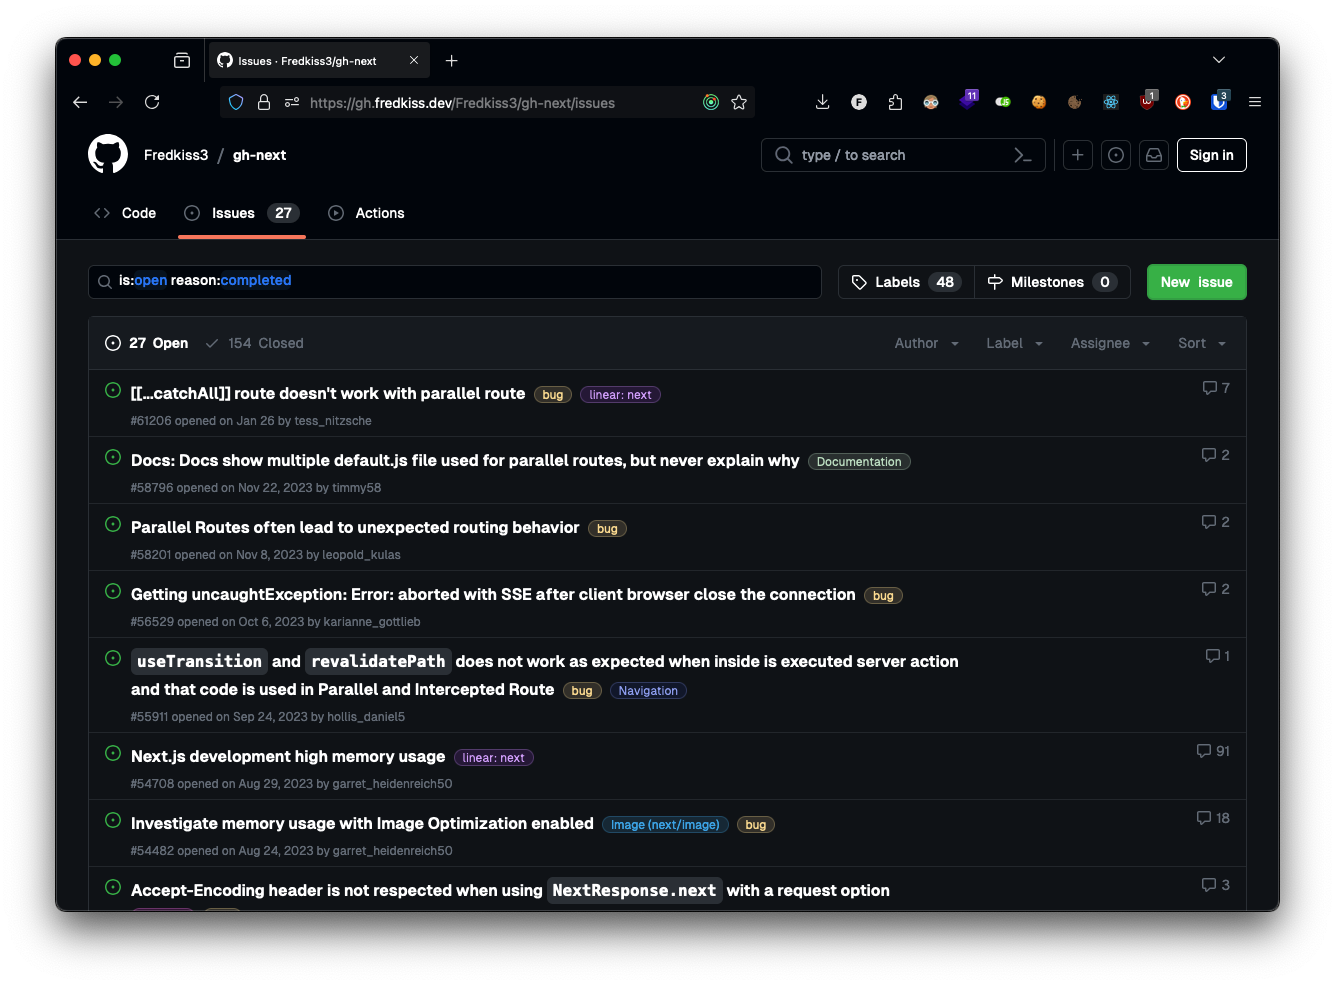 Issues · Fredkiss3/gh-next
https://gh.fredkiss.dev/Fredkiss3/gh-next/issues
11
1
3
Fredkiss3 / gh-next
type / to search
Sign in
Code
Issues 27
Actions
is:open reason:completed
Labels 48
Milestones 0
New issue
27 Open
154 Closed
Author
Label
Assignee
Sort
[[...catchAll]] route doesn't work with parallel route bug linear: next
7
#61206 opened on Jan 26 by tess_nitzsche
Docs: Docs show multiple default.js file used for parallel routes, but never explain why Documentation
2
#58796 opened on Nov 22, 2023 by timmy58
Parallel Routes often lead to unexpected routing behavior bug
2
#58201 opened on Nov 8, 2023 by leopold_kulas
Getting uncaughtException: Error: aborted with SSE after client browser close the connection bug
2
#56529 opened on Oct 6, 2023 by karianne_gottlieb
useTransition and revalidatePath does not work as expected when inside is executed server action
1
and that code is used in Parallel and Intercepted Route bug Navigation
#55911 opened on Sep 24, 2023 by hollis_daniel5
Next.js development high memory usage linear: next
91
#54708 opened on Aug 29, 2023 by garret_heidenreich50
Investigate memory usage with Image Optimization enabled Image (next/image) bug
18
#54482 opened on Aug 24, 2023 by garret_heidenreich50
Accept-Encoding header is not respected when using NextResponse.next with a request option
3